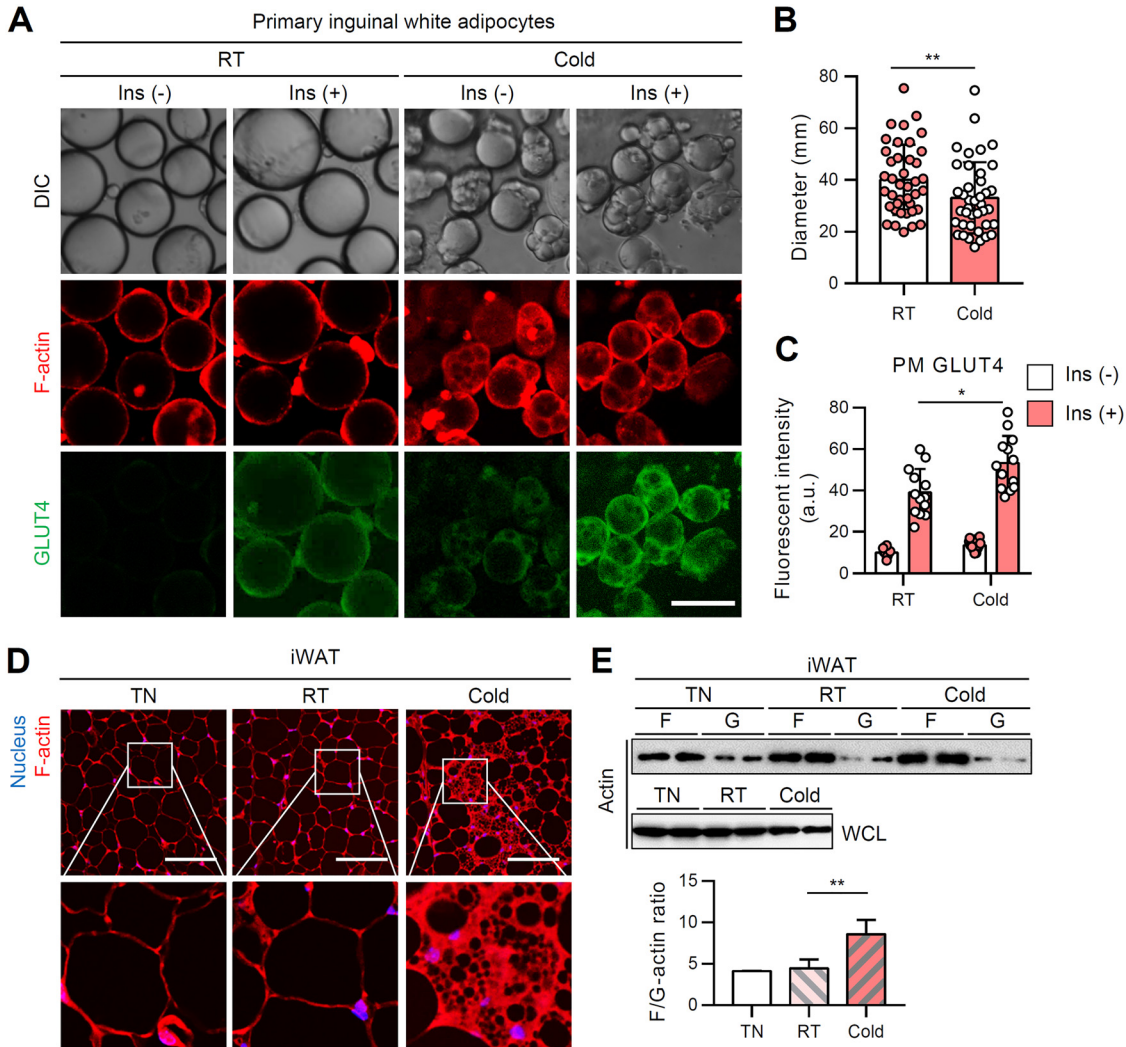 A
Primary inguinal white adipocytes
RT
Cold
Ins (-)
Ins (+)
Ins (-)
Ins (+)
DIC
F-actin
GLUT4
B
**
80
60
40
20
0
Diameter (mm)
RT
Cold
C
PM GLUT4
Ins (-)
Ins (+)
*
80
60
40
20
0
Fluorescent intensity
(a.u.)
RT
Cold
D
iWAT
TN
RT
Cold
Nucleus
F-actin
E
iWAT
TN
RT
Cold
F
G
F
G
F
G
Actin
TN
RT
Cold
WCL
**
15
10
5
0
F/G-actin ratio
TN
RT
Cold